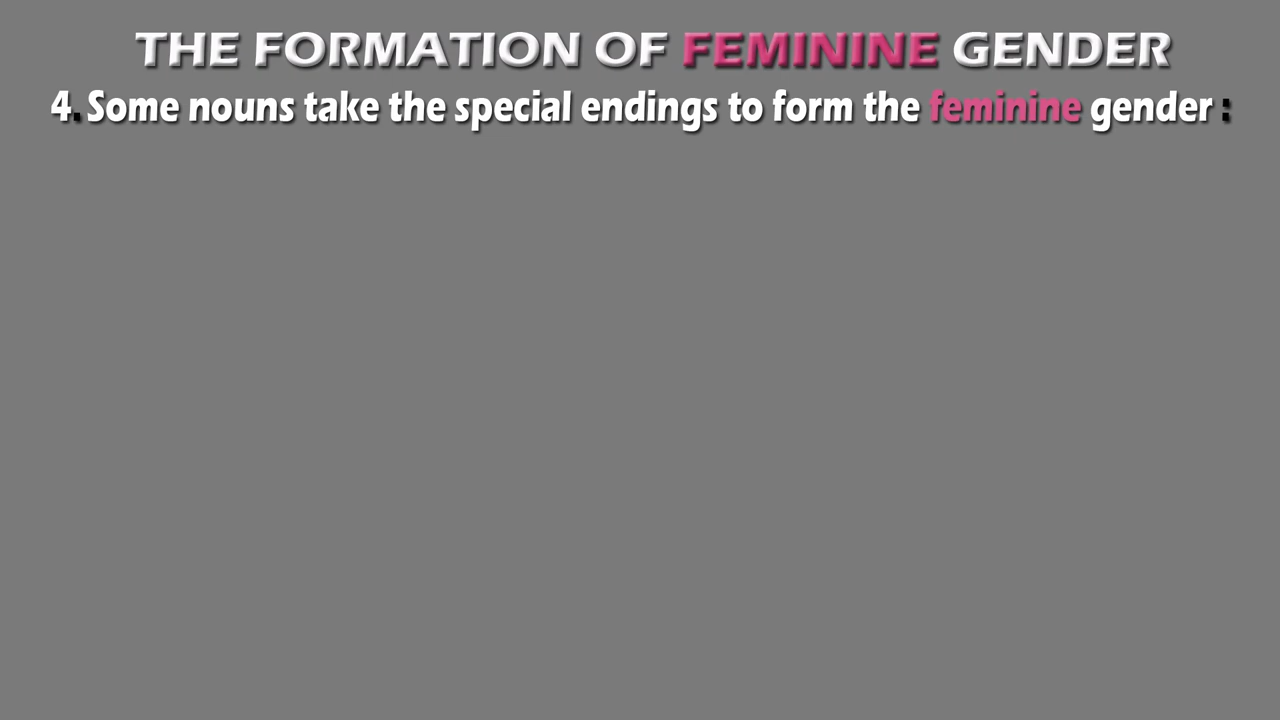 THE FORMATION OF FEMININE GENDER
4. Some nouns take the special endings to form the feminine gender :